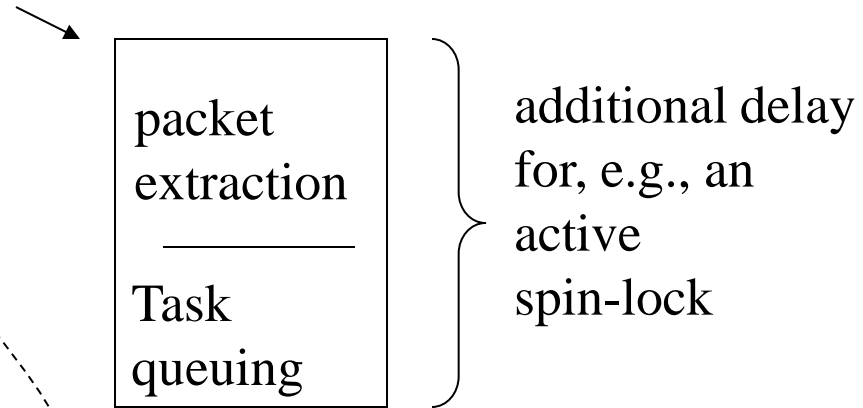 packet
extraction
Task
queuing
additional delay
for, e.g., an
active
spin-lock